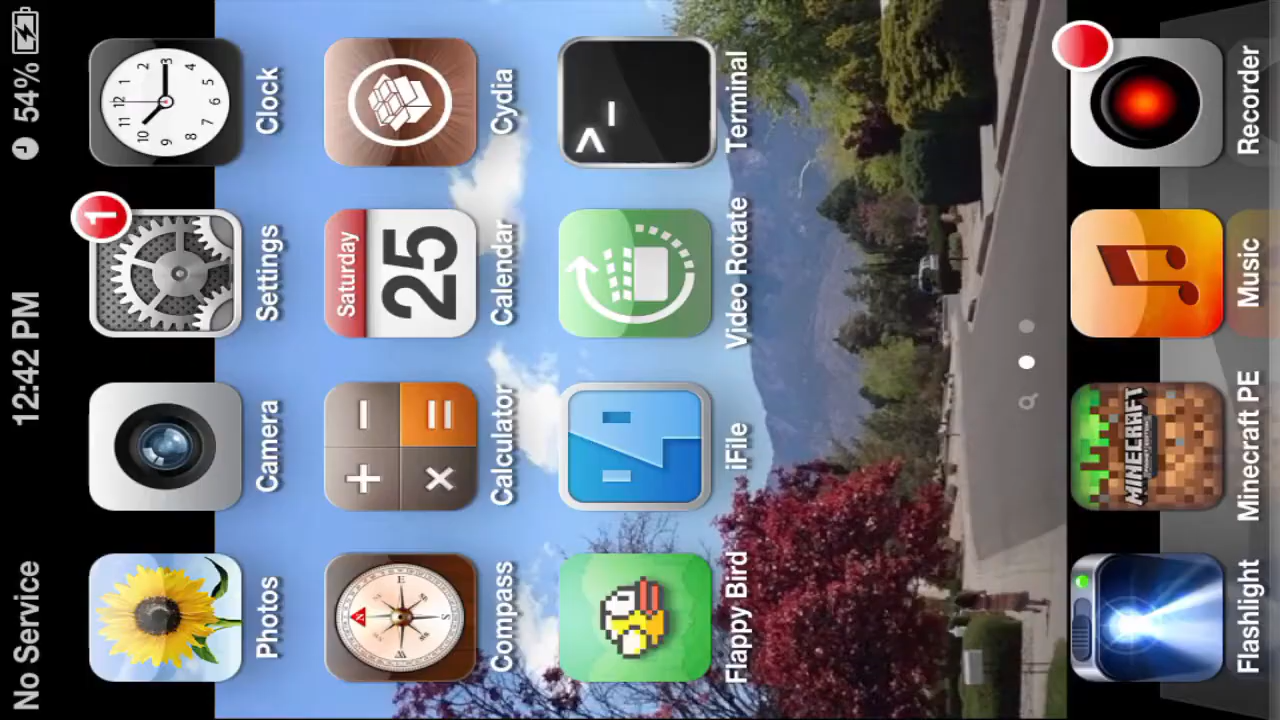 No Service 12:42 PM 54%
1
Photos Camera Settings Clock
Saturday
25
+ −
× =
Compass Calculator Calendar Cydia
Flappy Bird iFile Video Rotate Terminal
MINECRAFT
Flashlight Minecraft PE Music Recorder